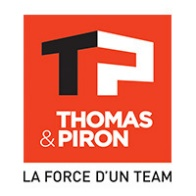 TP
THOMAS
& PIRON
LA FORCE D'UN TEAM